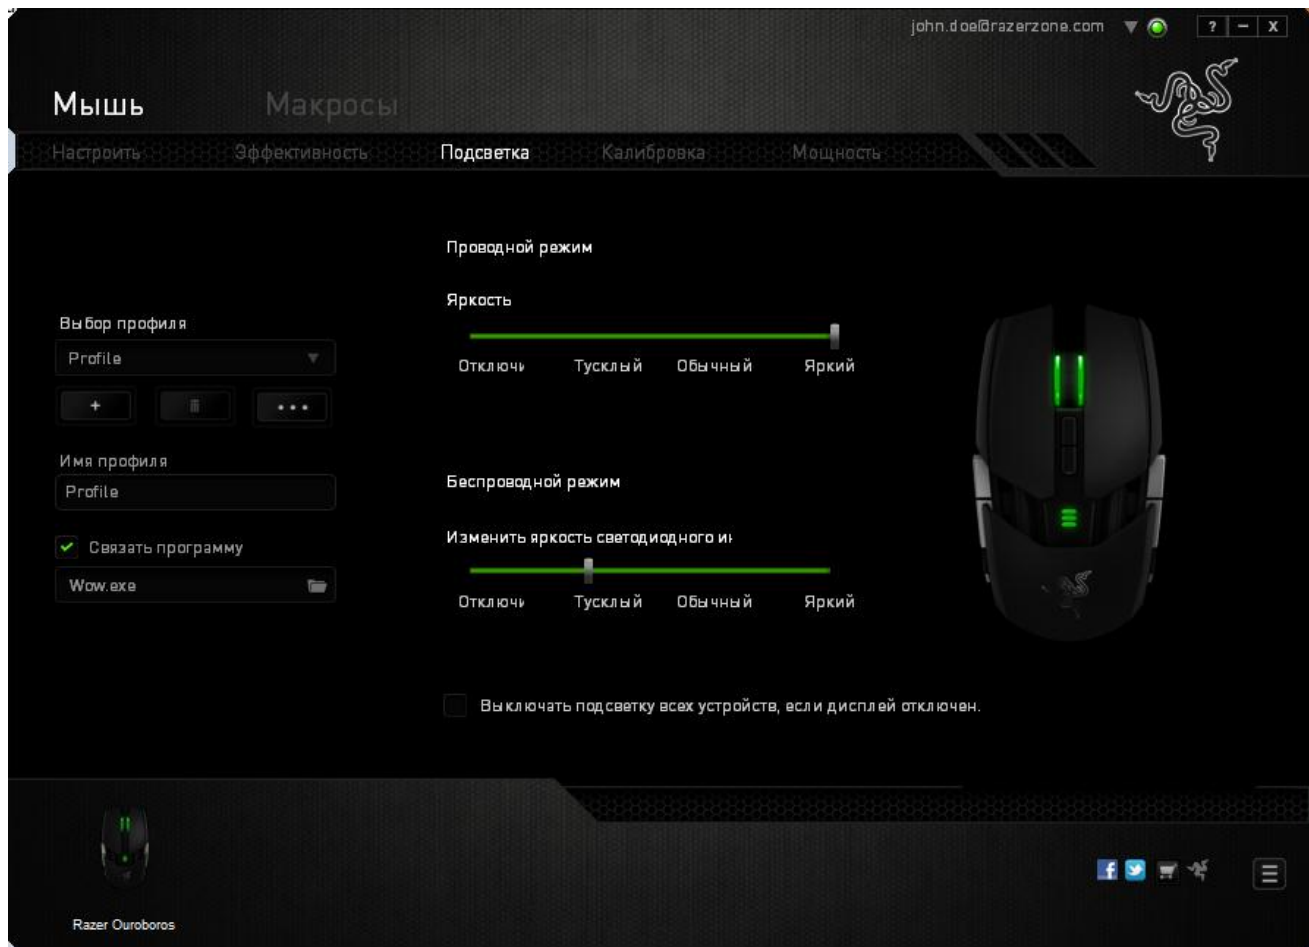 john.doe@razerzone.com
? – X
Мышь Макросы
Настроить Эффективность Подсветка Калибровка Мощность
Проводной режим
Яркость
Отключи Тусклый Обычный Яркий
Выбор профиля
Profile
+ •••
Имя профиля
Profile
Связать программу
Wow.exe
Беспроводной режим
Изменить яркость светодиодного ин
Отключи Тусклый Обычный Яркий
Выключать подсветку всех устройств, если дисплей отключен.
Razer Ouroboros